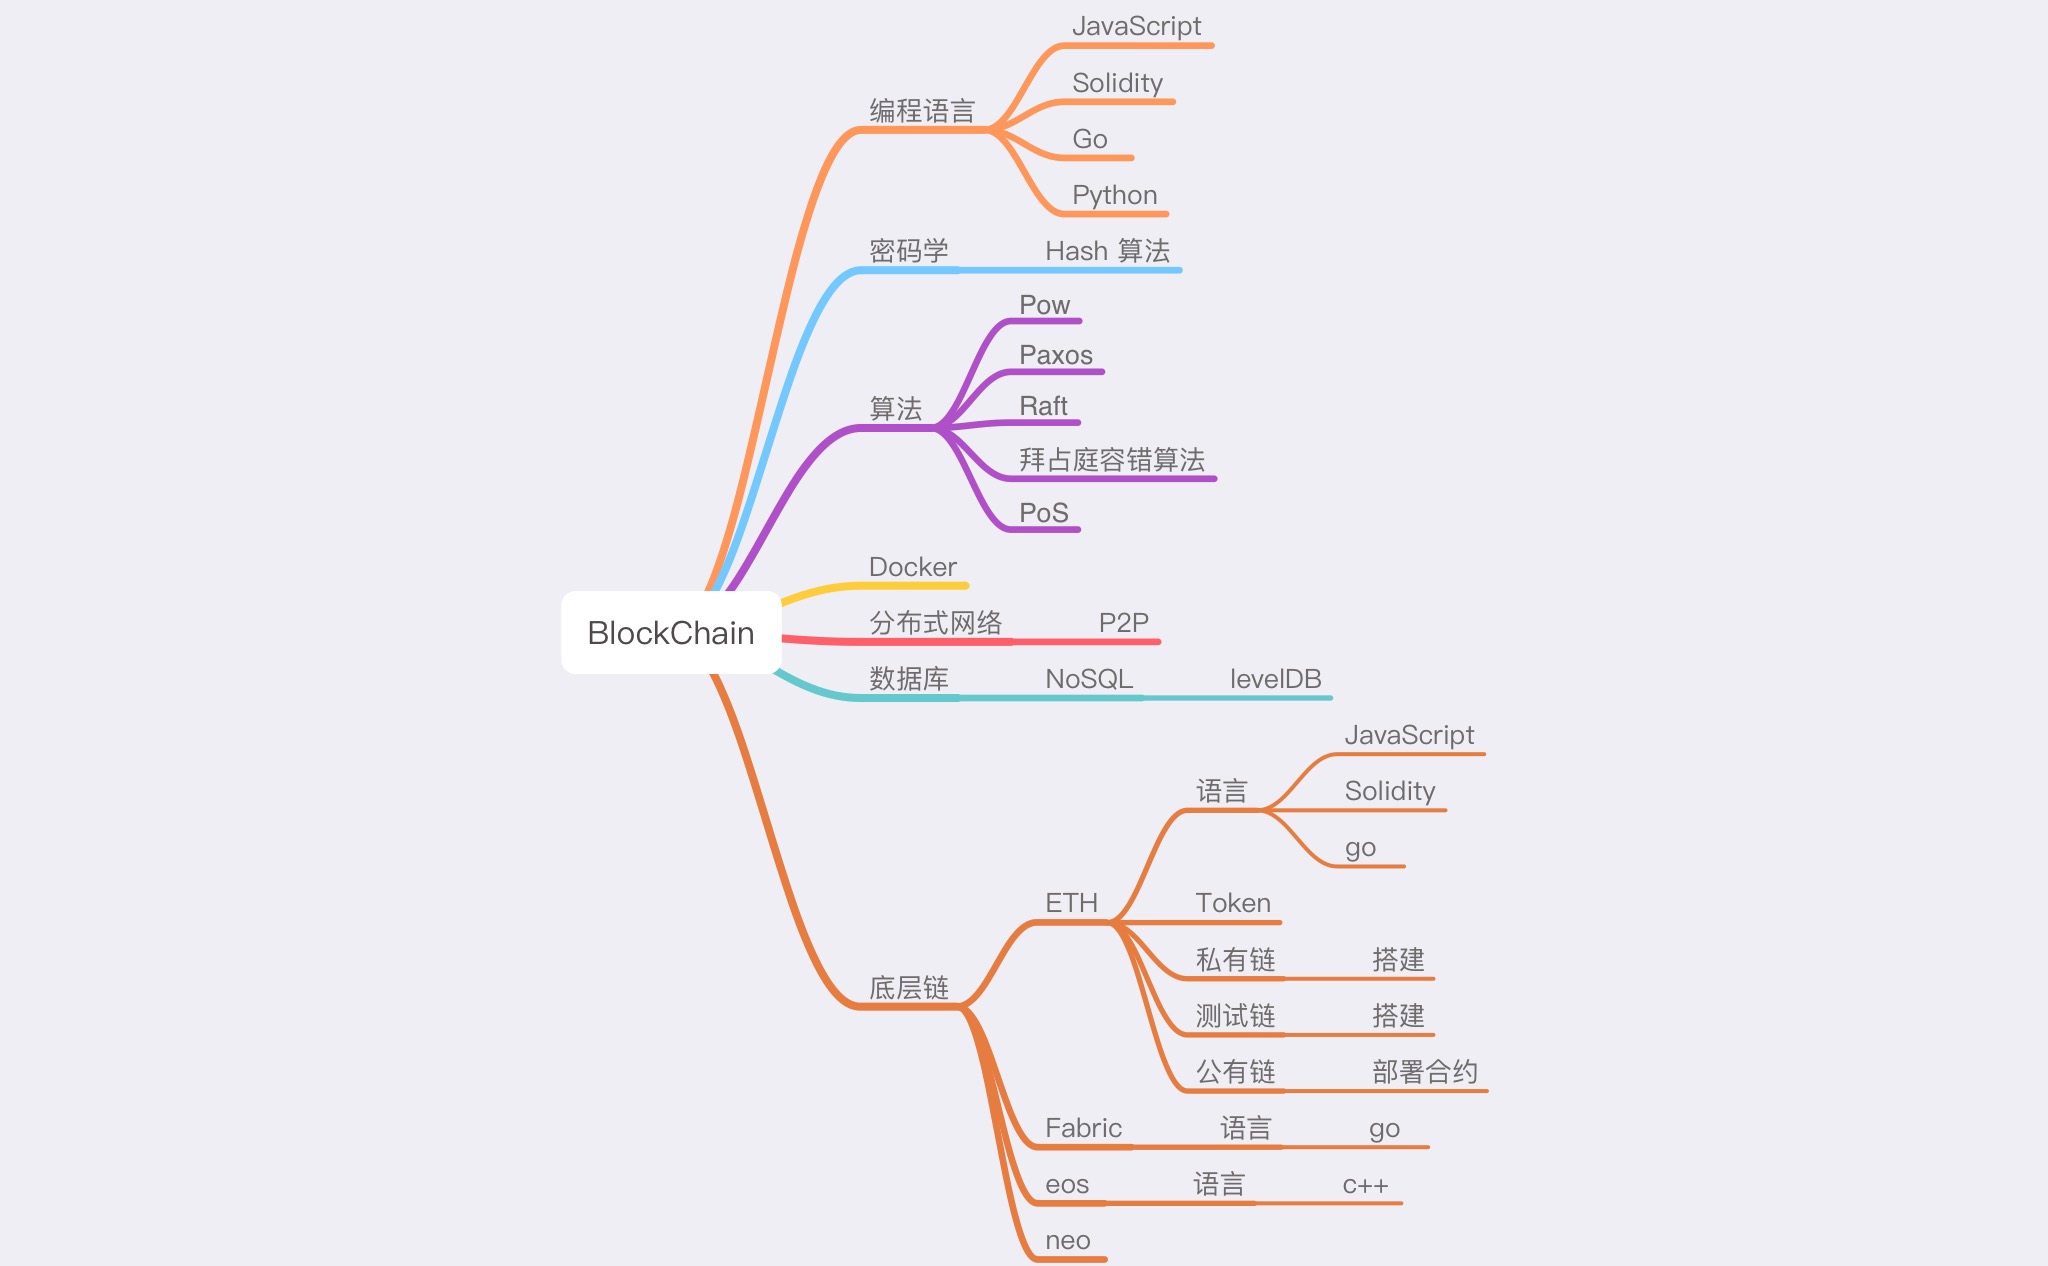 JavaScript
Solidity
编程语言
Go
Python
密码学 Hash 算法
Pow
Paxos
Raft
算法
拜占庭容错算法
PoS
Docker
BlockChain
分布式网络 P2P
数据库 NoSQL levelDB
JavaScript
语言 Solidity
go
ETH Token
私有链 搭建
底层链
测试链 搭建
公有链 部署合约
Fabric 语言 go
eos 语言 c++
neo